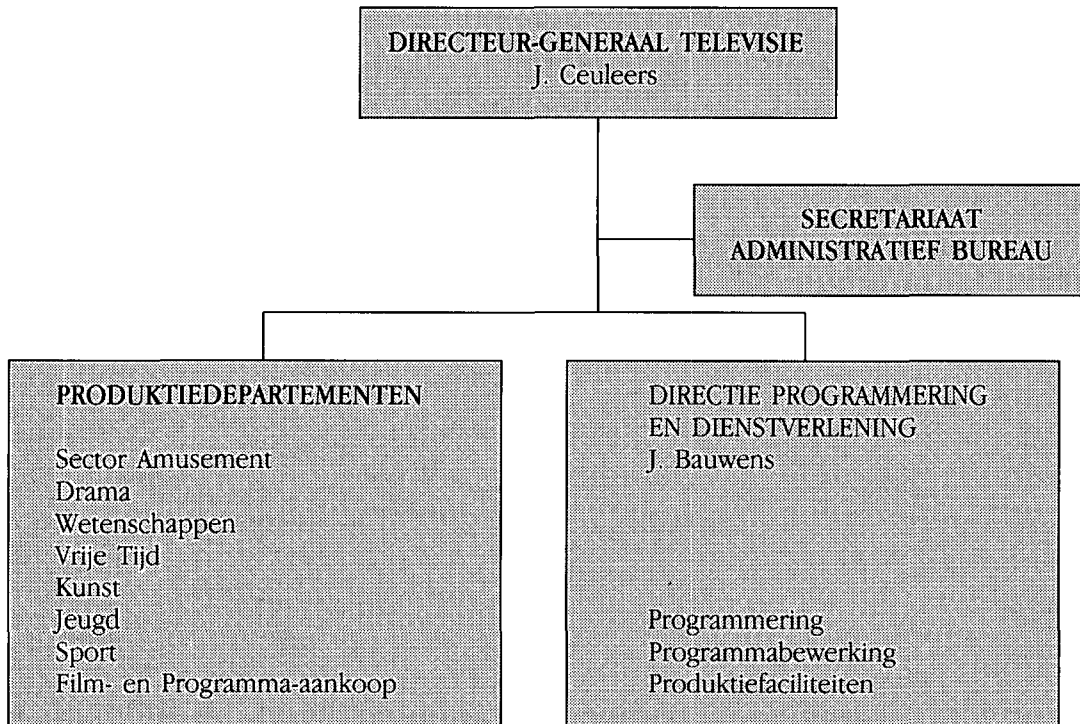 DIRECTEUR-GENERAAL TELEVISIE
J. Ceuleers
SECRETARIAAT
ADMINISTRATIEF BUREAU
PRODUKTIEDEPARTEMENTEN
Sector Amusement
Drama
Wetenschappen
Vrije Tijd
Kunst
Jeugd
Sport
Film- en Programma-aankoop
DIRECTIE PROGRAMMERING
EN DIENSTVERLENING
J. Bauwens
Programmering
Programmabewerking
Produktiefaciliteiten